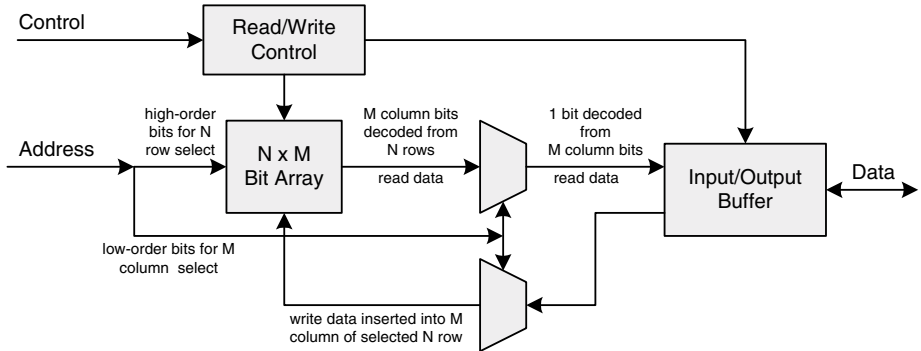 Control
Read/Write
Control
Address
high-order
bits for N
row select
N x M
Bit Array
M column bits
decoded from
N rows
read data
1 bit decoded
from
M column bits
read data
Input/Output
Buffer
Data
low-order bits for M
column select
write data inserted into M
column of selected N row